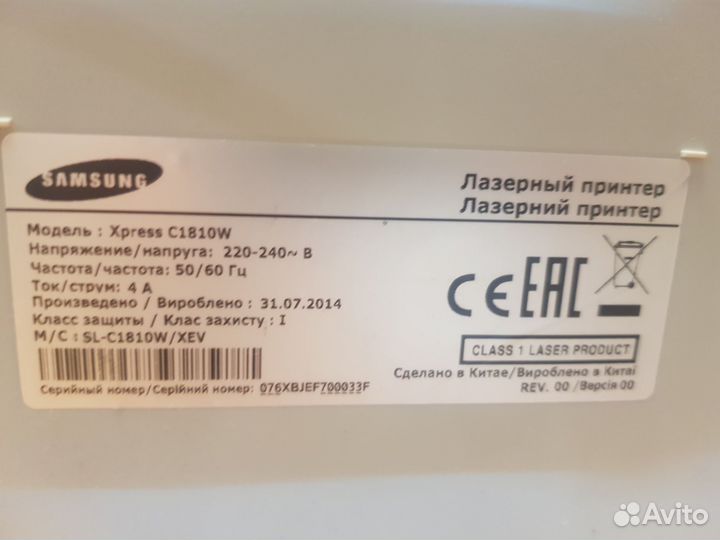 SAMSUNG
Лазерный принтер
Лазерний принтер
Модель : Xpress C1810W
Напряжение/напруга: 220-240~ В
Частота/частота: 50/60 Гц
Ток/струм: 4 А
Произведено / Вироблено : 31.07.2014
Класс защиты / Клас захисту : I
M/C : SL-C1810W/XEV
Серийный номер/Серійний номер: 076XBJEF700033F
CE EAC
CLASS 1 LASER PRODUCT
Сделано в Китае/Вироблено в Китаї
REV. 00 /Версія 00
Avito